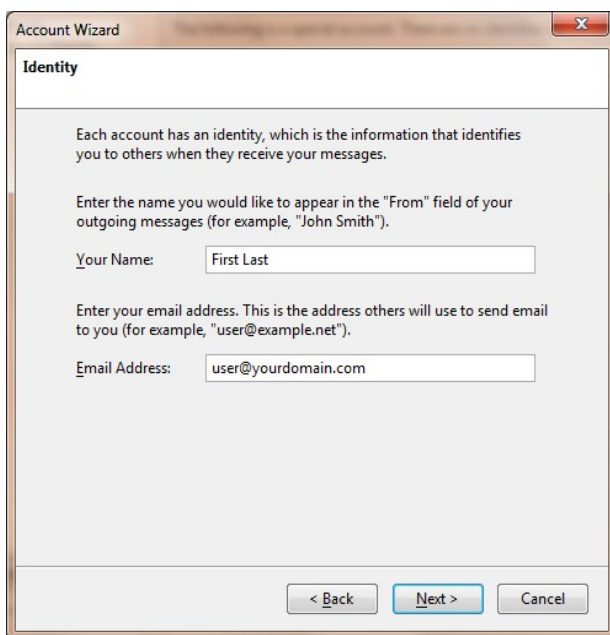 Account Wizard
Identity
Each account has an identity, which is the information that identifies
you to others when they receive your messages.
Enter the name you would like to appear in the "From" field of your
outgoing messages (for example, "John Smith").
Your Name: First Last
Enter your email address. This is the address others will use to send email
to you (for example, "user@example.net").
Email Address: user@yourdomain.com
< Back Next > Cancel